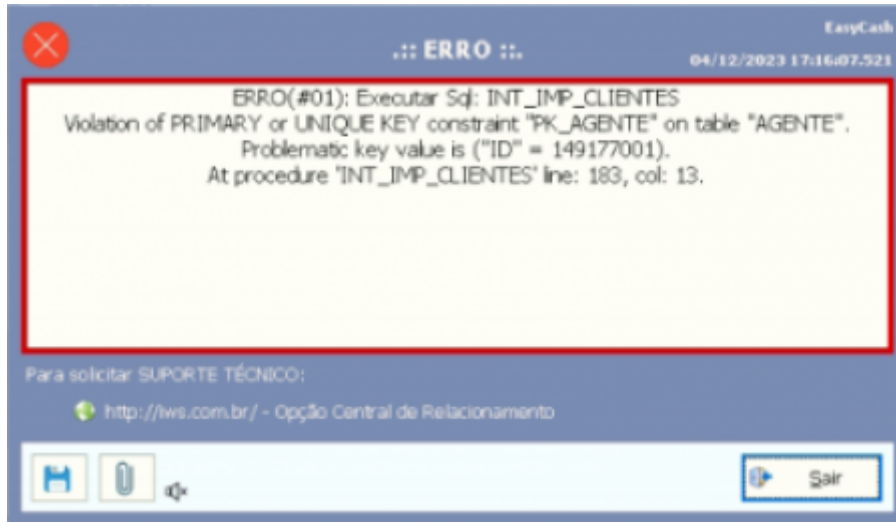 EasyCash
.:: ERRO ::.
04/12/2023 17:16:07.521
ERRO(#01): Executar Sql: INT_IMP_CLIENTES
Violation of PRIMARY or UNIQUE KEY constraint "PK_AGENTE" on table "AGENTE".
Problematic key value is ("ID" = 149177001).
At procedure 'INT_IMP_CLIENTES' line: 183, col: 13.
Para solicitar SUPORTE TÉCNICO:
http://iws.com.br/ - Opção Central de Relacionamento
Sair